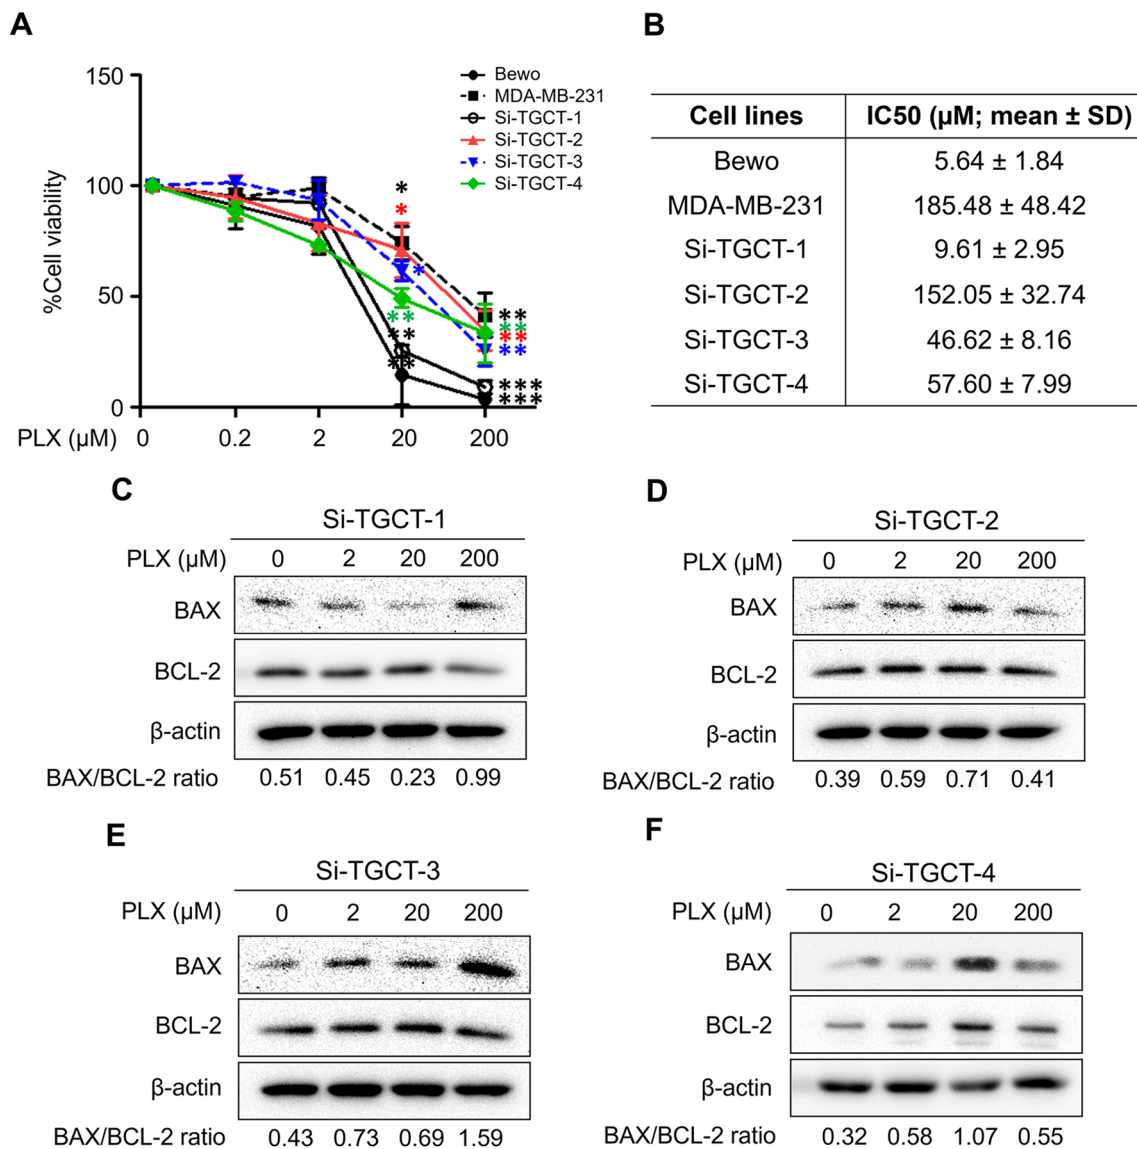 A
150
100
50
0
%Cell viability
PLX (µM) 0 0.2 2 20 200
Bewo
MDA-MB-231
Si-TGCT-1
Si-TGCT-2
Si-TGCT-3
Si-TGCT-4
*
*
*
**
**
**
**
**
**
**
***
***
B
Cell lines IC50 (µM; mean ± SD)
Bewo 5.64 ± 1.84
MDA-MB-231 185.48 ± 48.42
Si-TGCT-1 9.61 ± 2.95
Si-TGCT-2 152.05 ± 32.74
Si-TGCT-3 46.62 ± 8.16
Si-TGCT-4 57.60 ± 7.99
C
Si-TGCT-1
PLX (µM) 0 2 20 200
BAX
BCL-2
β-actin
BAX/BCL-2 ratio 0.51 0.45 0.23 0.99
D
Si-TGCT-2
PLX (µM) 0 2 20 200
BAX
BCL-2
β-actin
BAX/BCL-2 ratio 0.39 0.59 0.71 0.41
E
Si-TGCT-3
PLX (µM) 0 2 20 200
BAX
BCL-2
β-actin
BAX/BCL-2 ratio 0.43 0.73 0.69 1.59
F
Si-TGCT-4
PLX (µM) 0 2 20 200
BAX
BCL-2
β-actin
BAX/BCL-2 ratio 0.32 0.58 1.07 0.55